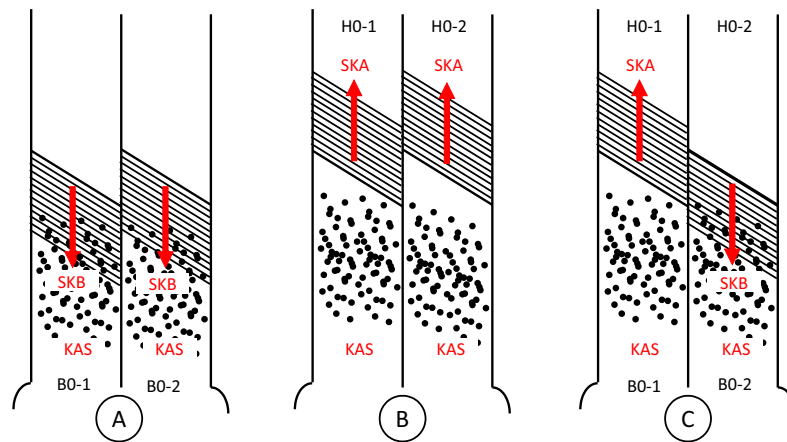 H0-1 H0-2 H0-1 H0-2
SKA SKA SKA
SKB SKB SKB
KAS KAS KAS KAS KAS KAS
B0-1 B0-2 B0-1 B0-2
A B C